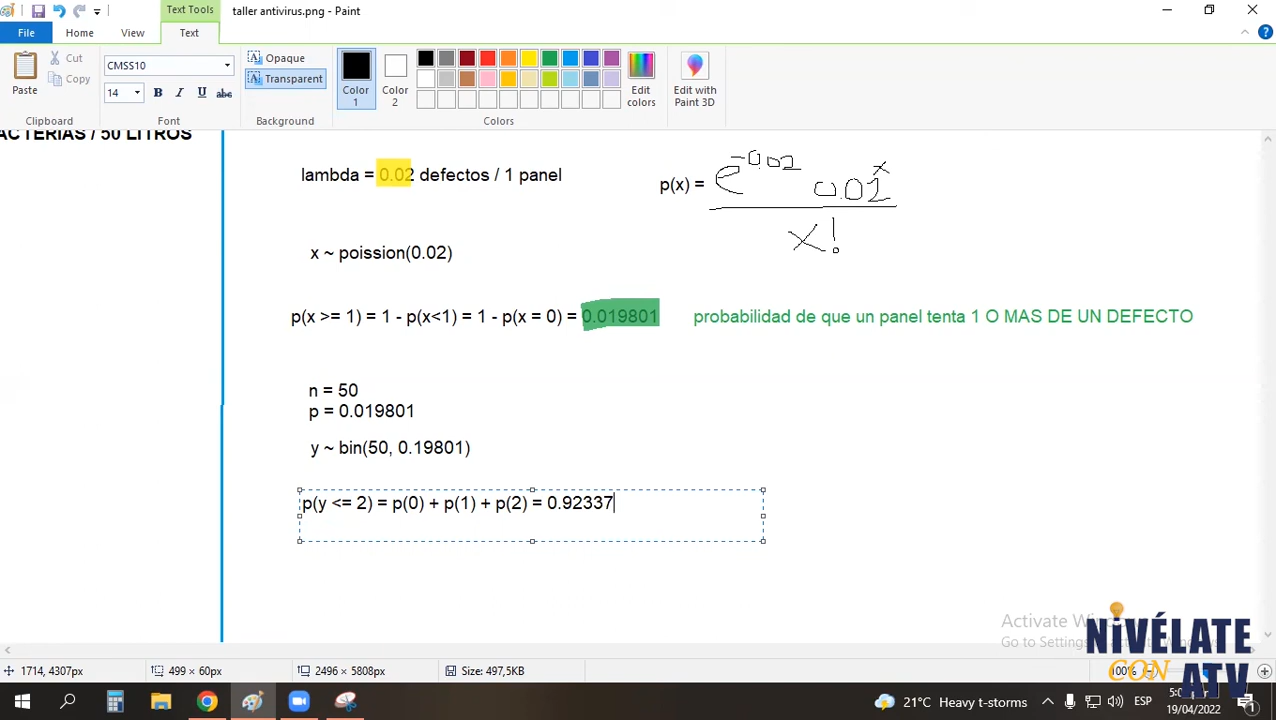 Text Tools
taller antivirus.png - Paint
File
Home
View
Text
Paste
Cut
Copy
CMSS10
14
B I U abc
Opaque
Transparent
Color 1
Color 2
Edit colors
Edit with Paint 3D
Clipboard
Font
Background
Colors
ACTERIAS / 50 LITROS
lambda = 0.02 defectos / 1 panel
p(x) =
e^-0.02 0.02^x
x!
x ~ poission(0.02)
p(x >= 1) = 1 - p(x<1) = 1 - p(x = 0) = 0.019801
probabilidad de que un panel tenta 1 O MAS DE UN DEFECTO
n = 50
p = 0.019801
y ~ bin(50, 0.19801)
p(y <= 2) = p(0) + p(1) + p(2) = 0.92337
Activate
Go to Settings
NIVÉLATE
CON
ATV
1714, 4307px
499 × 60px
2496 × 5808px
Size: 497,5KB
100%
21°C Heavy t-storms
ESP
19/04/2022
1